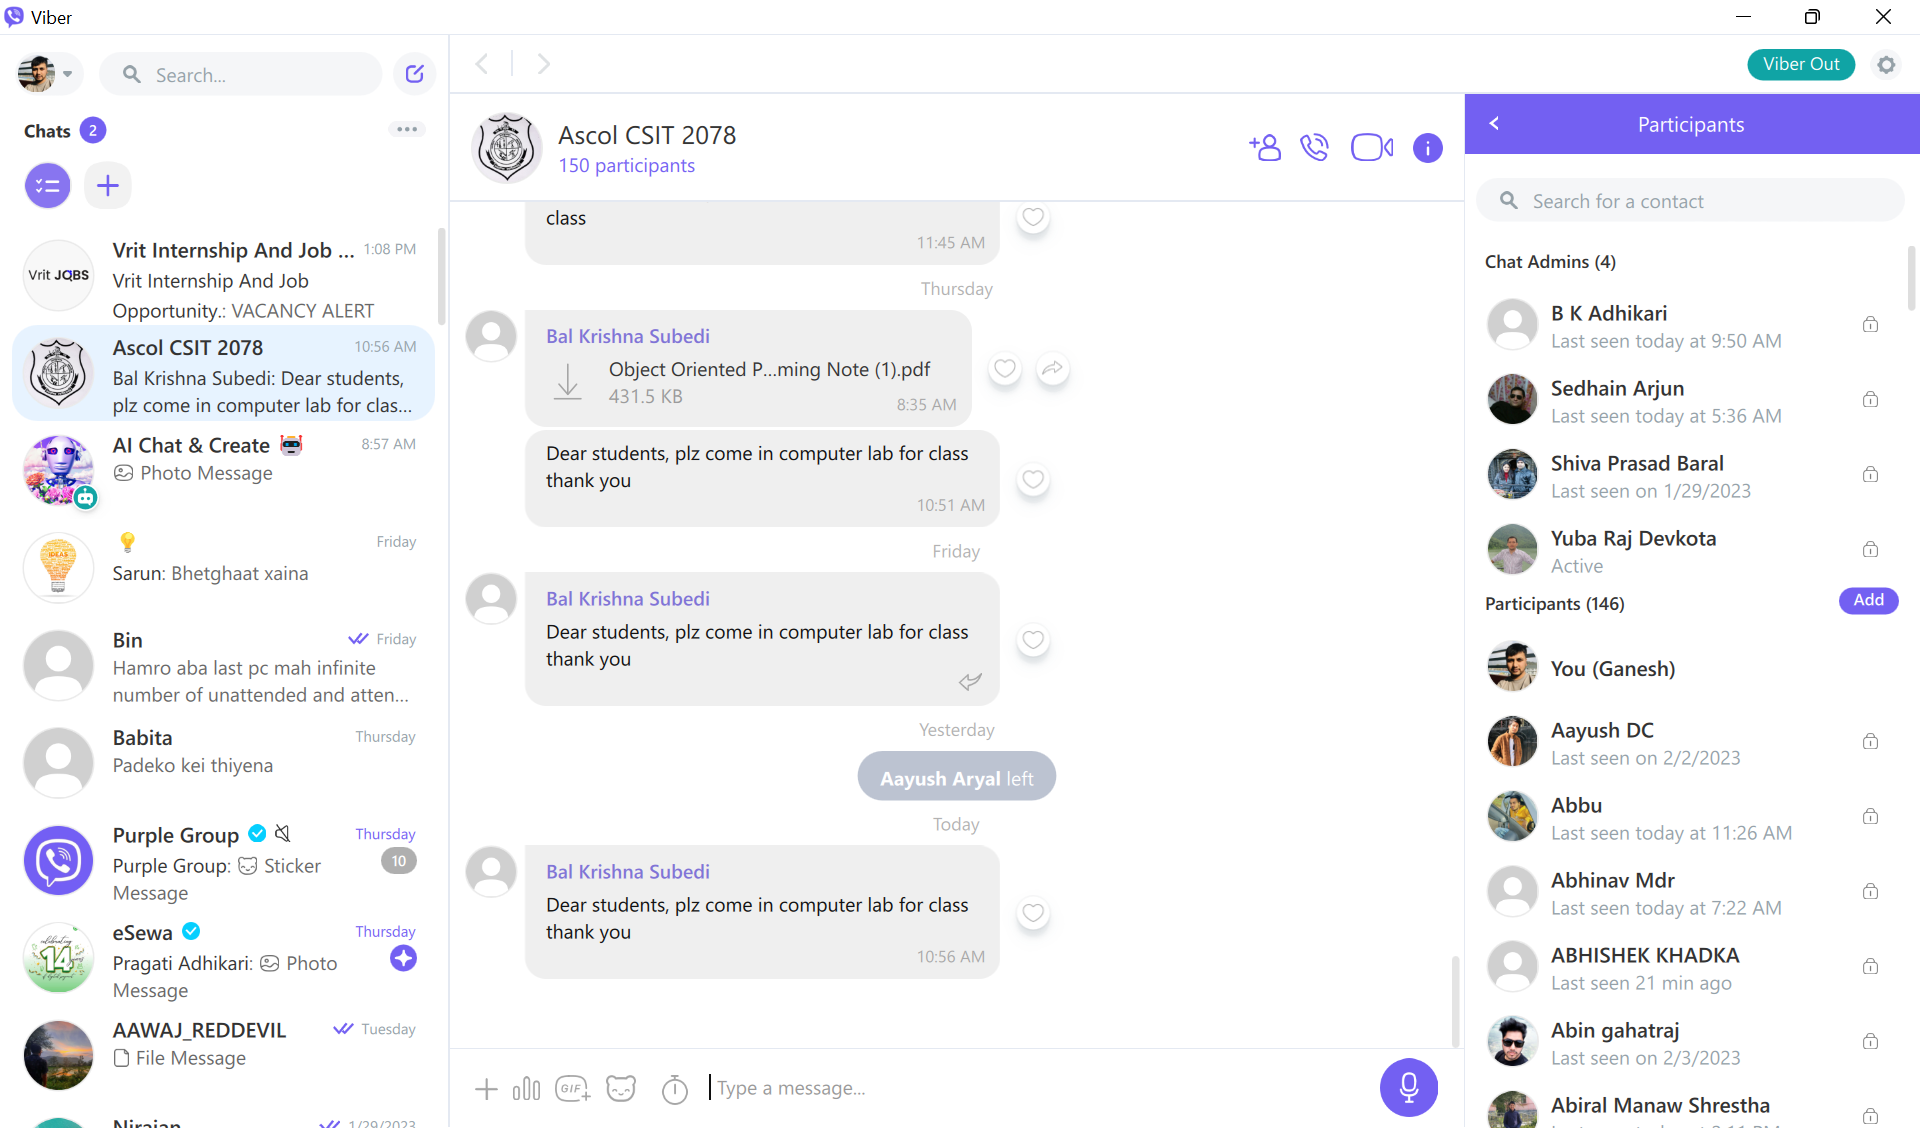 Viber
Search...
Chats 2
Vrit JOBS
Vrit Internship And Job ... 1:08 PM
Vrit Internship And Job
Opportunity.: VACANCY ALERT
Ascol CSIT 2078 10:56 AM
Bal Krishna Subedi: Dear students,
plz come in computer lab for clas...
AI Chat & Create 8:57 AM
Photo Message
IDEAS
Friday
Sarun: Bhetghaat xaina
Bin Friday
Hamro aba last pc mah infinite
number of unattended and atten...
Babita Thursday
Padeko kei thiyena
Purple Group Thursday
Purple Group: Sticker 10
Message
14
eSewa Thursday
Pragati Adhikari: Photo
Message
AAWAJ_REDDEVIL Tuesday
File Message
Nirajan 1/29/2023
Viber Out
Ascol CSIT 2078
150 participants
class
11:45 AM
Thursday
Bal Krishna Subedi
Object Oriented P...ming Note (1).pdf
431.5 KB
8:35 AM
Dear students, plz come in computer lab for class
thank you
10:51 AM
Friday
Bal Krishna Subedi
Dear students, plz come in computer lab for class
thank you
Yesterday
Aayush Aryal left
Today
Bal Krishna Subedi
Dear students, plz come in computer lab for class
thank you
10:56 AM
GIF
Type a message...
Participants
Search for a contact
Chat Admins (4)
B K Adhikari
Last seen today at 9:50 AM
Sedhain Arjun
Last seen today at 5:36 AM
Shiva Prasad Baral
Last seen on 1/29/2023
Yuba Raj Devkota
Active
Participants (146) Add
You (Ganesh)
Aayush DC
Last seen on 2/2/2023
Abbu
Last seen today at 11:26 AM
Abhinav Mdr
Last seen today at 7:22 AM
ABHISHEK KHADKA
Last seen 21 min ago
Abin gahatraj
Last seen on 2/3/2023
Abiral Manaw Shrestha